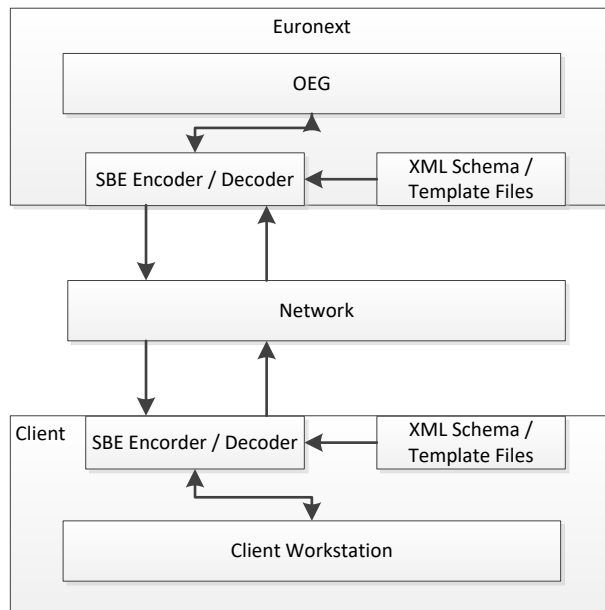 Euronext
OEG
SBE Encoder / Decoder
XML Schema /
Template Files
Network
Client
SBE Encorder / Decoder
XML Schema /
Template Files
Client Workstation